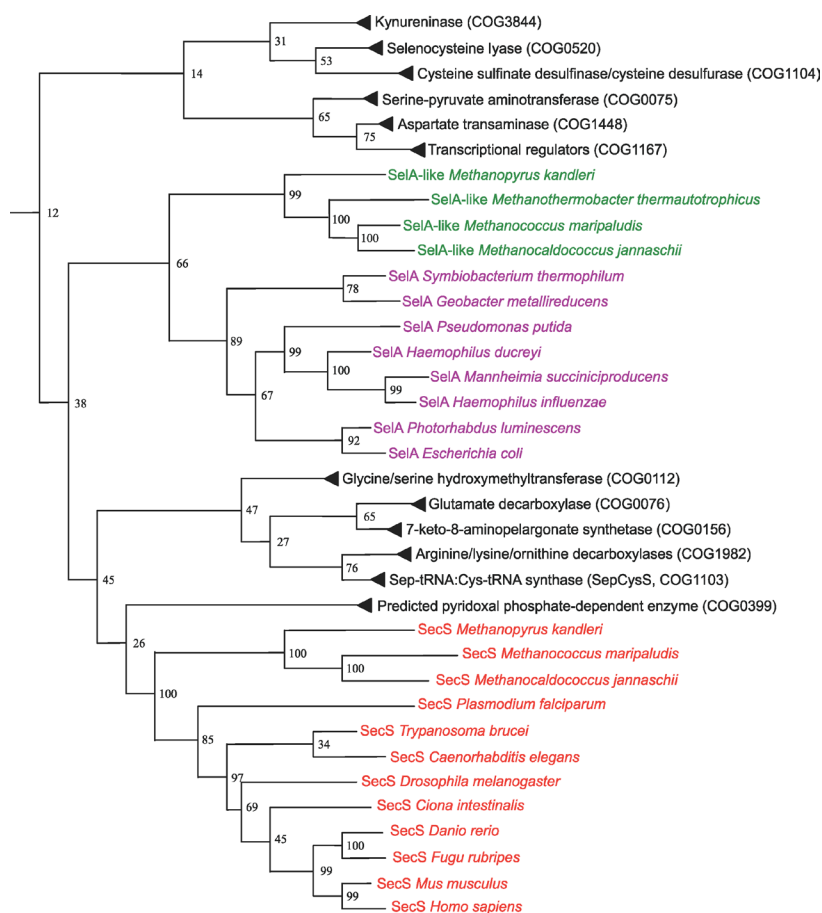 Kynureninase (COG3844)
31
Selenocysteine lyase (COG0520)
53
14
Cysteine sulfinate desulfinase/cysteine desulfurase (COG1104)
Serine-pyruvate aminotransferase (COG0075)
65
Aspartate transaminase (COG1448)
75
Transcriptional regulators (COG1167)
SelA-like Methanopyrus kandleri
99
SelA-like Methanothermobacter thermautotrophicus
12
100
SelA-like Methanococcus maripaludis
100
SelA-like Methanocaldococcus jannaschii
66
SelA Symbiobacterium thermophilum
78
SelA Geobacter metallireducens
SelA Pseudomonas putida
89
99
SelA Haemophilus ducreyi
100
SelA Mannheimia succiniciproducens
99
67
38
SelA Haemophilus influenzae
SelA Photorhabdus luminescens
92
SelA Escherichia coli
Glycine/serine hydroxymethyltransferase (COG0112)
47
Glutamate decarboxylase (COG0076)
65
7-keto-8-aminopelargonate synthetase (COG0156)
27
Arginine/lysine/ornithine decarboxylases (COG1982)
76
45
Sep-tRNA:Cys-tRNA synthase (SepCysS, COG1103)
Predicted pyridoxal phosphate-dependent enzyme (COG0399)
SecS Methanopyrus kandleri
26
100
SecS Methanococcus maripaludis
100
SecS Methanocaldococcus jannaschii
100
SecS Plasmodium falciparum
SecS Trypanosoma brucei
85
34
SecS Caenorhabditis elegans
97
SecS Drosophila melanogaster
69
SecS Ciona intestinalis
SecS Danio rerio
45
100
SecS Fugu rubripes
99
SecS Mus musculus
99
SecS Homo sapiens